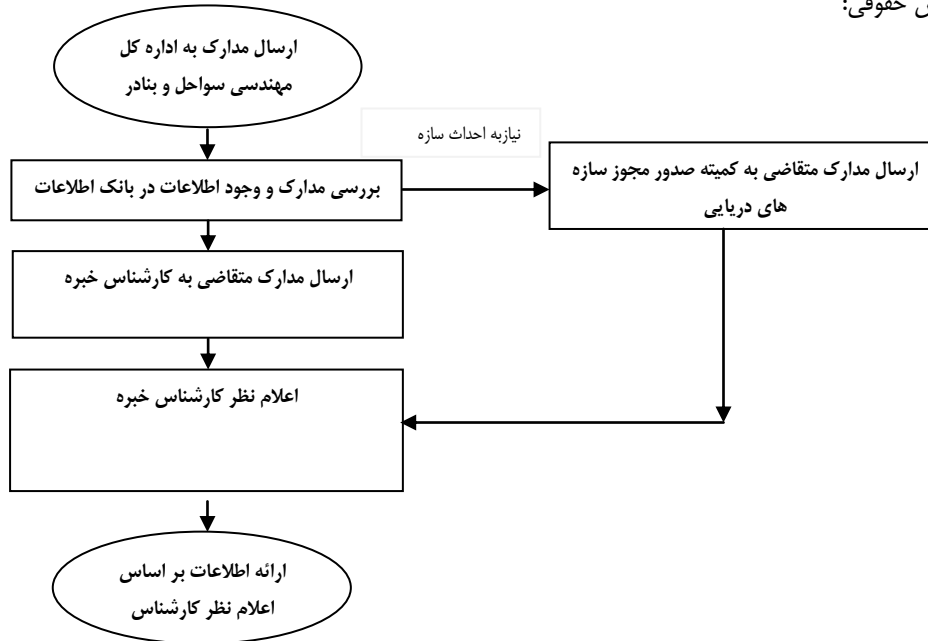 حقوقی:
ارسال مدارک به اداره کل
مهندسی سواحل و بنادر
نیازبه احداث سازه
بررسی مدارک و وجود اطلاعات در بانک اطلاعات
ارسال مدارک متقاضی به کمیته صدور مجوز سازه
های دریایی
ارسال مدارک متقاضی به کارشناس خبره
اعلام نظر کارشناس خبره
ارائه اطلاعات بر اساس
اعلام نظر کارشناس